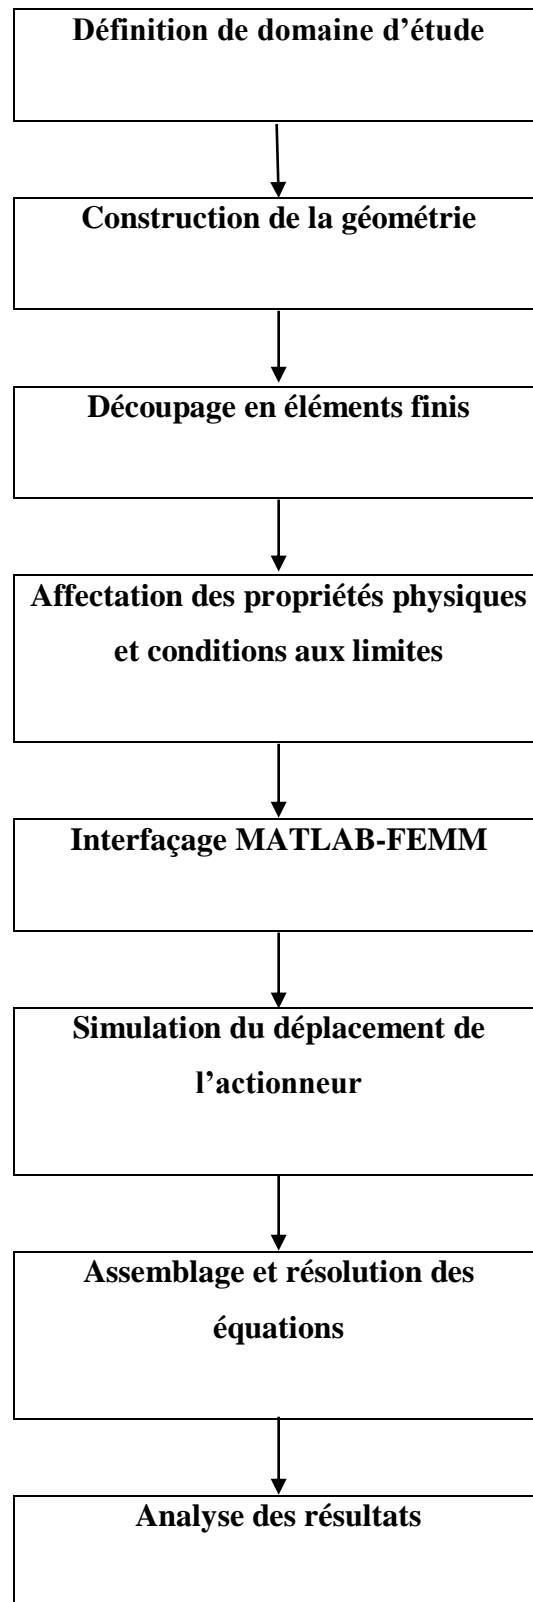 Définition de domaine d’étude
Construction de la géométrie
Découpage en éléments finis
Affectation des propriétés physiques
et conditions aux limites
Interfaçage MATLAB-FEMM
Simulation du déplacement de
l’actionneur
Assemblage et résolution des
équations
Analyse des résultats